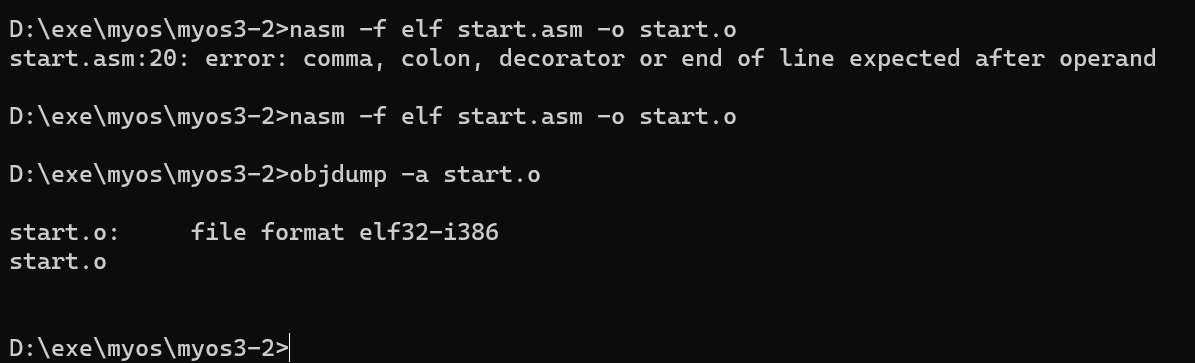 D:\exe\myos\myos3-2>nasm -f elf start.asm -o start.o
start.asm:20: error: comma, colon, decorator or end of line expected after operand
D:\exe\myos\myos3-2>nasm -f elf start.asm -o start.o
D:\exe\myos\myos3-2>objdump -a start.o
start.o:     file format elf32-i386
start.o
D:\exe\myos\myos3-2>